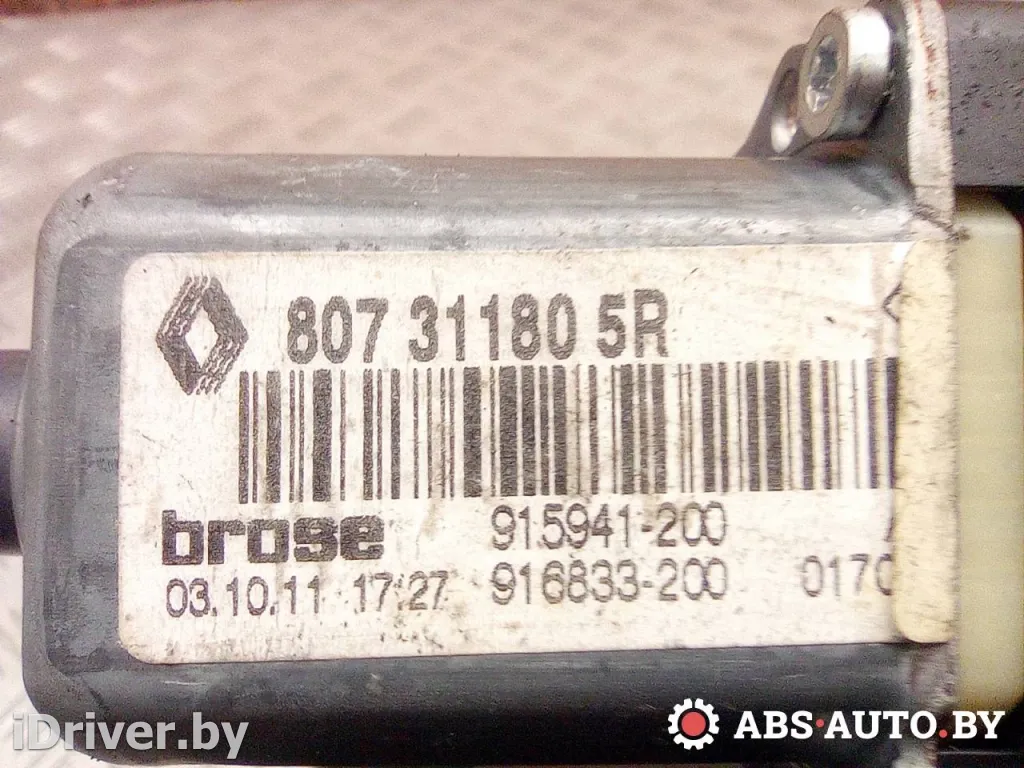 807 31180 5R
brose
915941-200
03.10.11 17:27
916833-200
iDriver.by
ABS-AUTO.BY